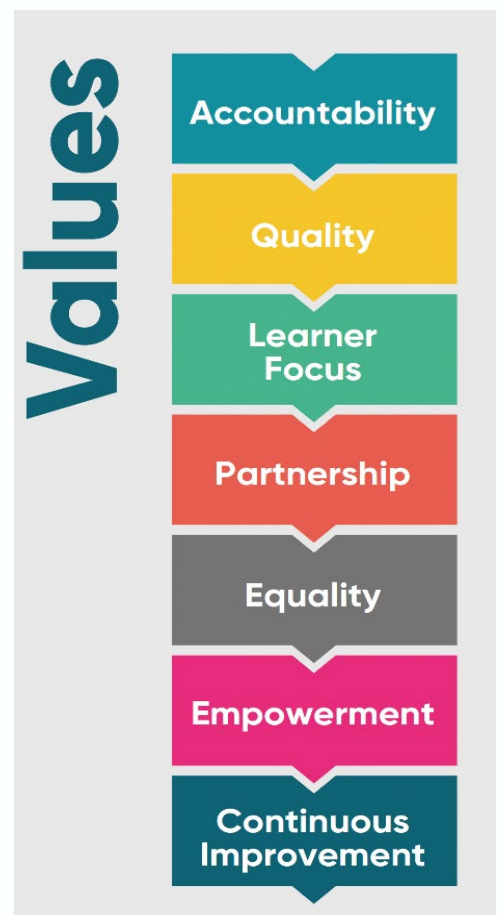 Values
Accountability
Quality
Learner
Focus
Partnership
Equality
Empowerment
Continuous
Improvement